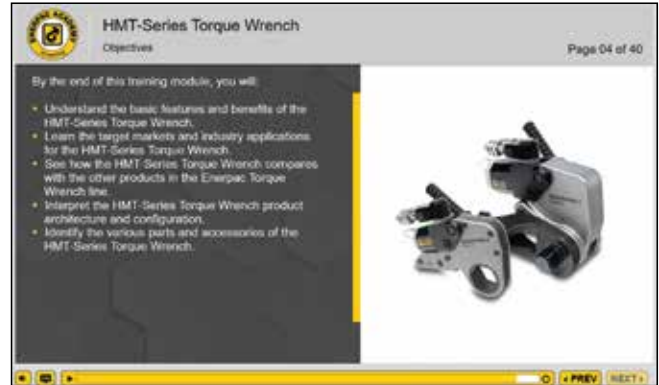 ENERPAC ACADEMY
HMT-Series Torque Wrench
Objectives
Page 04 of 40
By the end of this training module, you will:
• Understand the basic features and benefits of the
HMT-Series Torque Wrench.
• Learn the target markets and industry applications
for the HMT-Series Torque Wrench.
• See how the HMT-Series Torque Wrench compares
with the other products in the Enerpac Torque
Wrench line.
• Interpret the HMT-Series Torque Wrench product
architecture and configuration.
• Identify the various parts and accessories of the
HMT-Series Torque Wrench.
PREV
NEXT